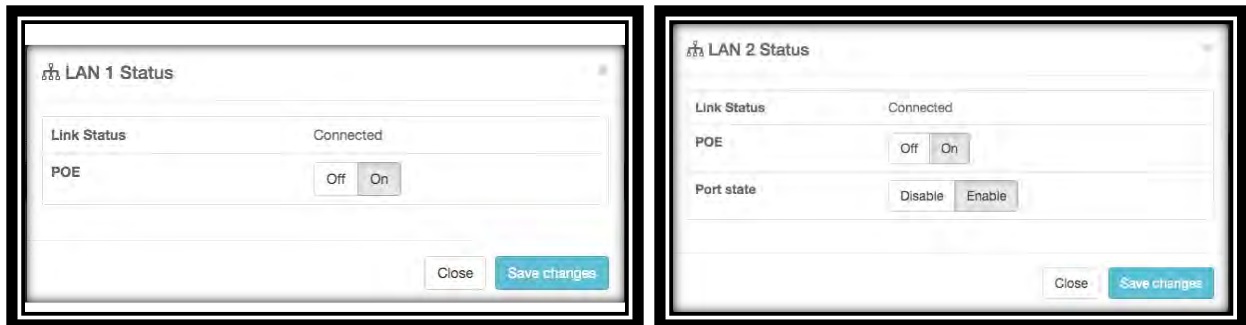 LAN 1 Status
Link Status Connected
POE Off On
Close Save changes
LAN 2 Status
Link Status Connected
POE Off On
Port state Disable Enable
Close Save changes